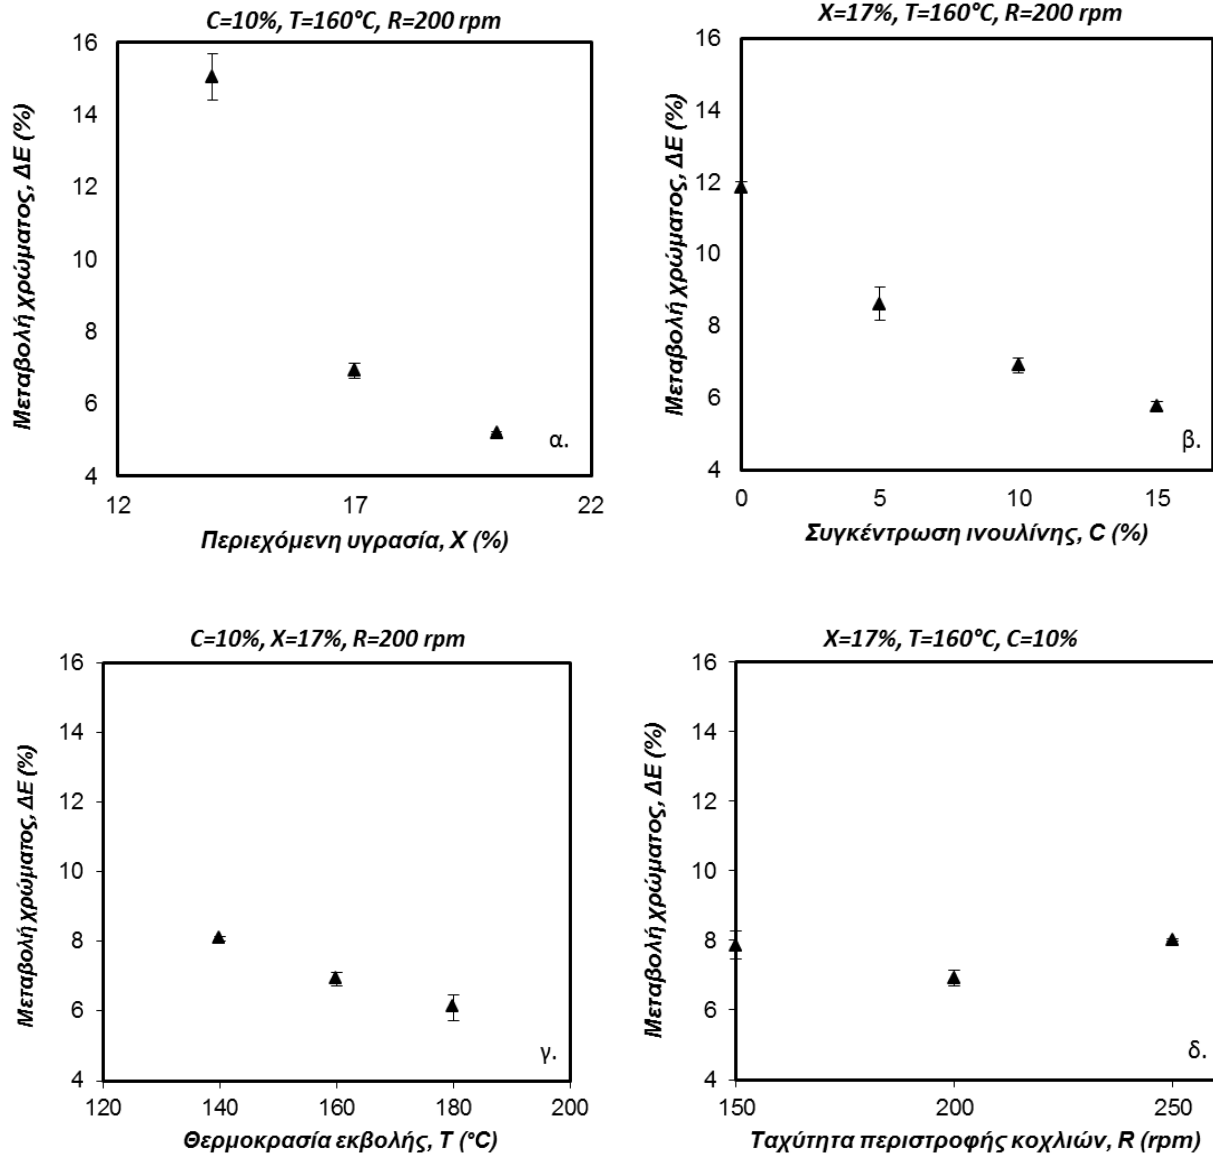 C=10%, T=160°C, R=200 rpm
Μεταβολή χρώματος, ΔΕ (%)
16
14
12
10
8
6
4
12
17
22
α.
Περιεχόμενη υγρασία, Χ (%)
X=17%, T=160°C, R=200 rpm
Μεταβολή χρώματος, ΔΕ (%)
16
14
12
10
8
6
4
0
5
10
15
β.
Συγκέντρωση ινουλίνης, C (%)
C=10%, X=17%, R=200 rpm
Μεταβολή χρώματος, ΔΕ (%)
16
14
12
10
8
6
4
120
140
160
180
200
γ.
Θερμοκρασία εκβολής, T (°C)
X=17%, T=160°C, C=10%
Μεταβολή χρώματος, ΔΕ (%)
16
14
12
10
8
6
4
150
200
250
δ.
Ταχύτητα περιστροφής κοχλιών, R (rpm)